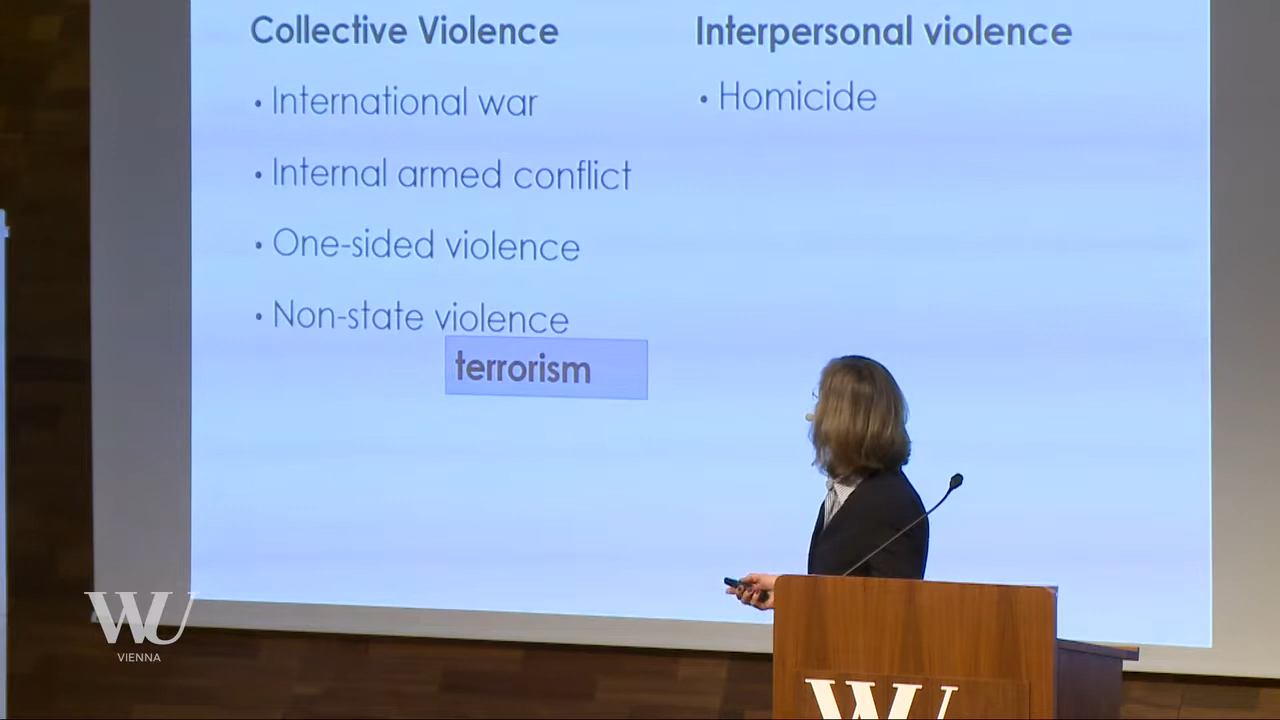 Collective Violence
• International war
• Internal armed conflict
• One-sided violence
• Non-state violence
terrorism
Interpersonal violence
• Homicide
WU
VIENNA
WU